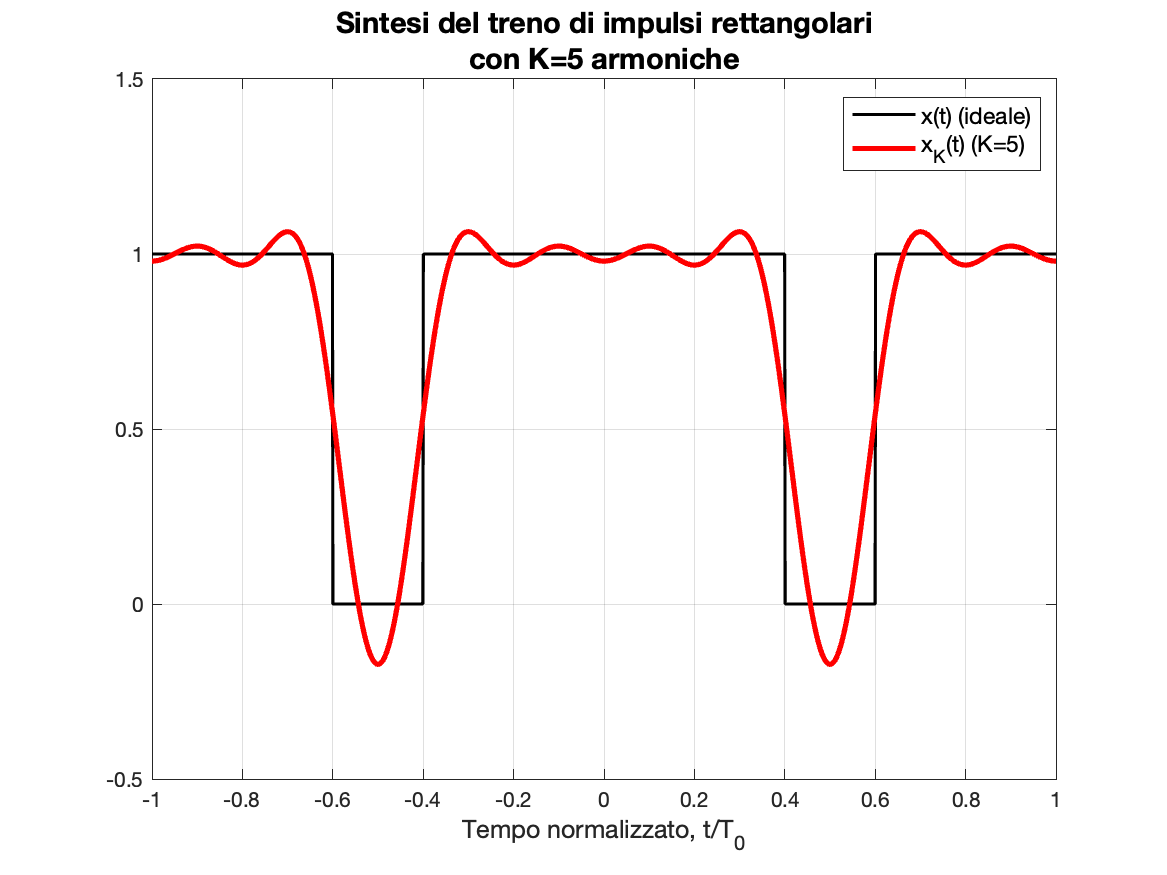 Sintesi del treno di impulsi rettangolari
con K=5 armoniche
1.5
x(t) (ideale)
x_K(t) (K=5)
1
0.5
0
-0.5
-1 -0.8 -0.6 -0.4 -0.2 0 0.2 0.4 0.6 0.8 1
Tempo normalizzato, t/T_0